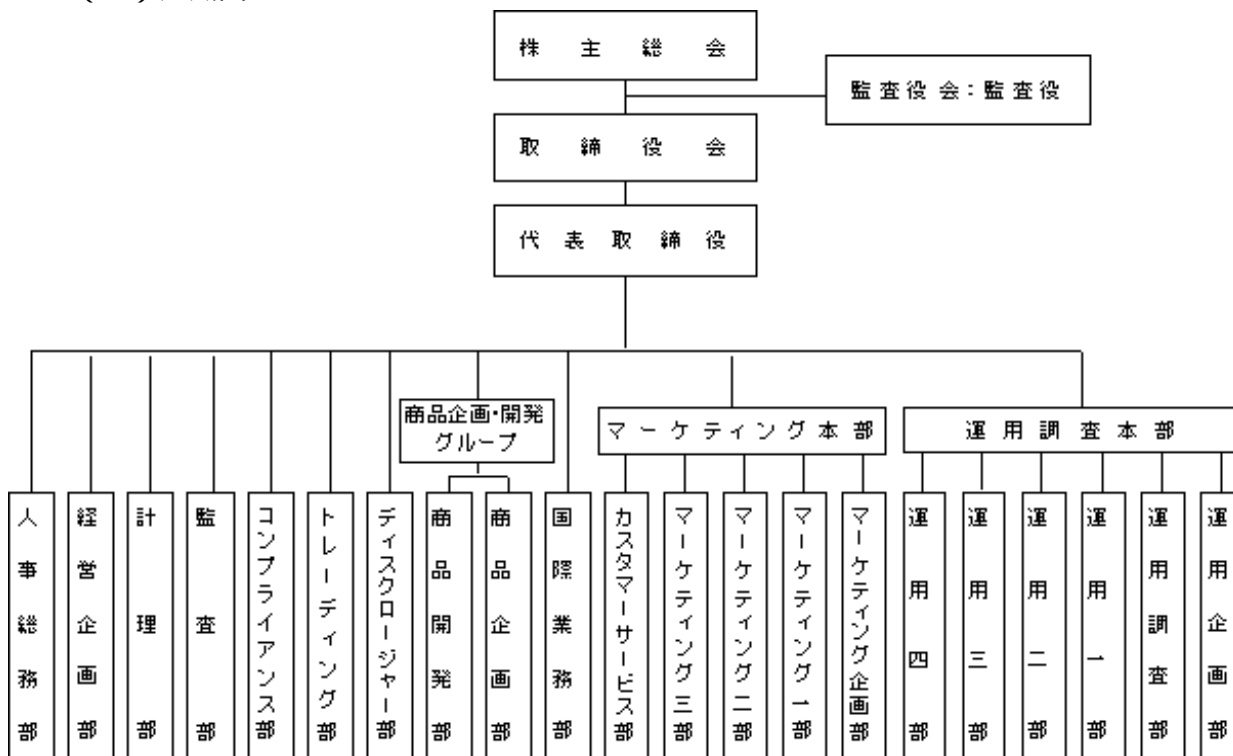 株主総会
監査役会：監査役
取締役会
代表取締役
商品企画・開発
グループ
マーケティング本部
運用調査本部
人事総務部
経営企画部
計理部
監査部
コンプライアンス部
トレーディング部
ディスクロージャー部
商品開発部
商品企画部
国際業務部
カスタマーサービス部
マーケティング三部
マーケティング二部
マーケティング一部
マーケティング企画部
運用四部
運用三部
運用二部
運用一部
運用調査部
運用企画部